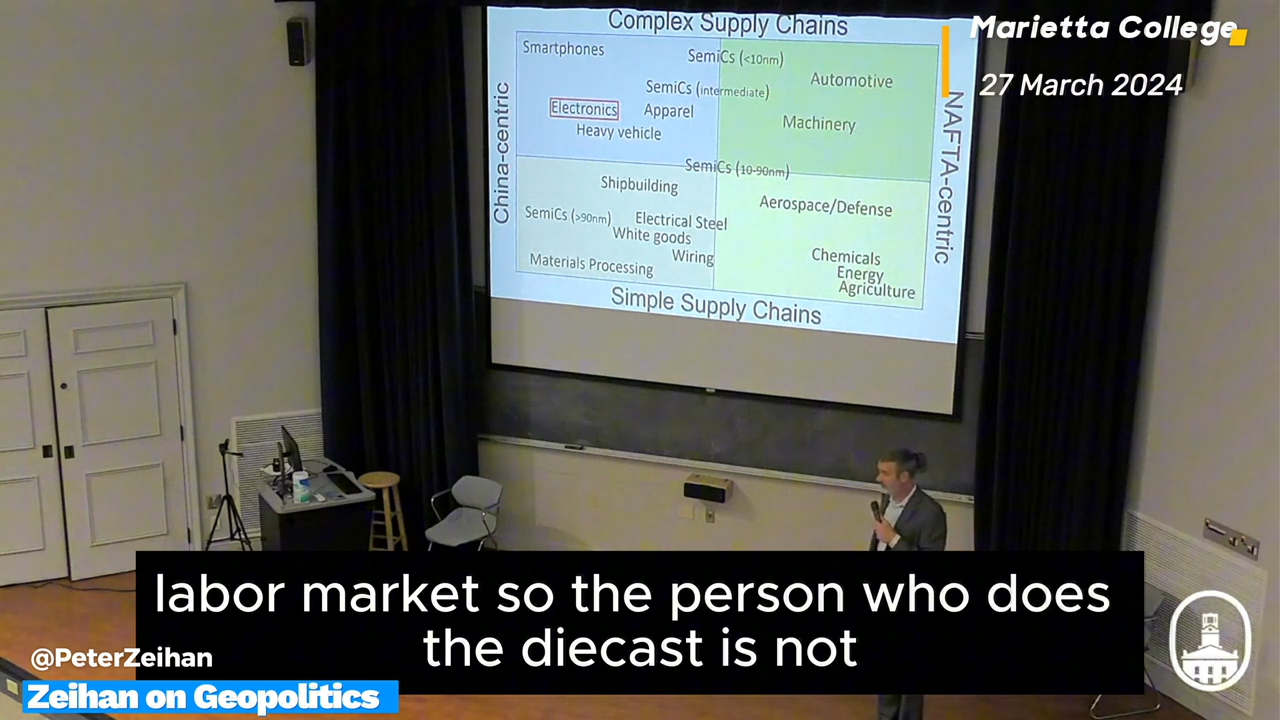 Complex Supply Chains
Smartphones
SemiCs (<10nm)
Automotive
SemiCs (intermediate)
Electronics
Apparel
Machinery
Heavy vehicle
SemiCs (10-90nm)
China-centric
NAFTA-centric
Shipbuilding
Aerospace/Defense
SemiCs (>90nm)
Electrical Steel
White goods
Wiring
Chemicals
Energy
Materials Processing
Agriculture
Simple Supply Chains
Marietta College
27 March 2024
labor market so the person who does
the diecast is not
@PeterZeihan
Zeihan on Geopolitics